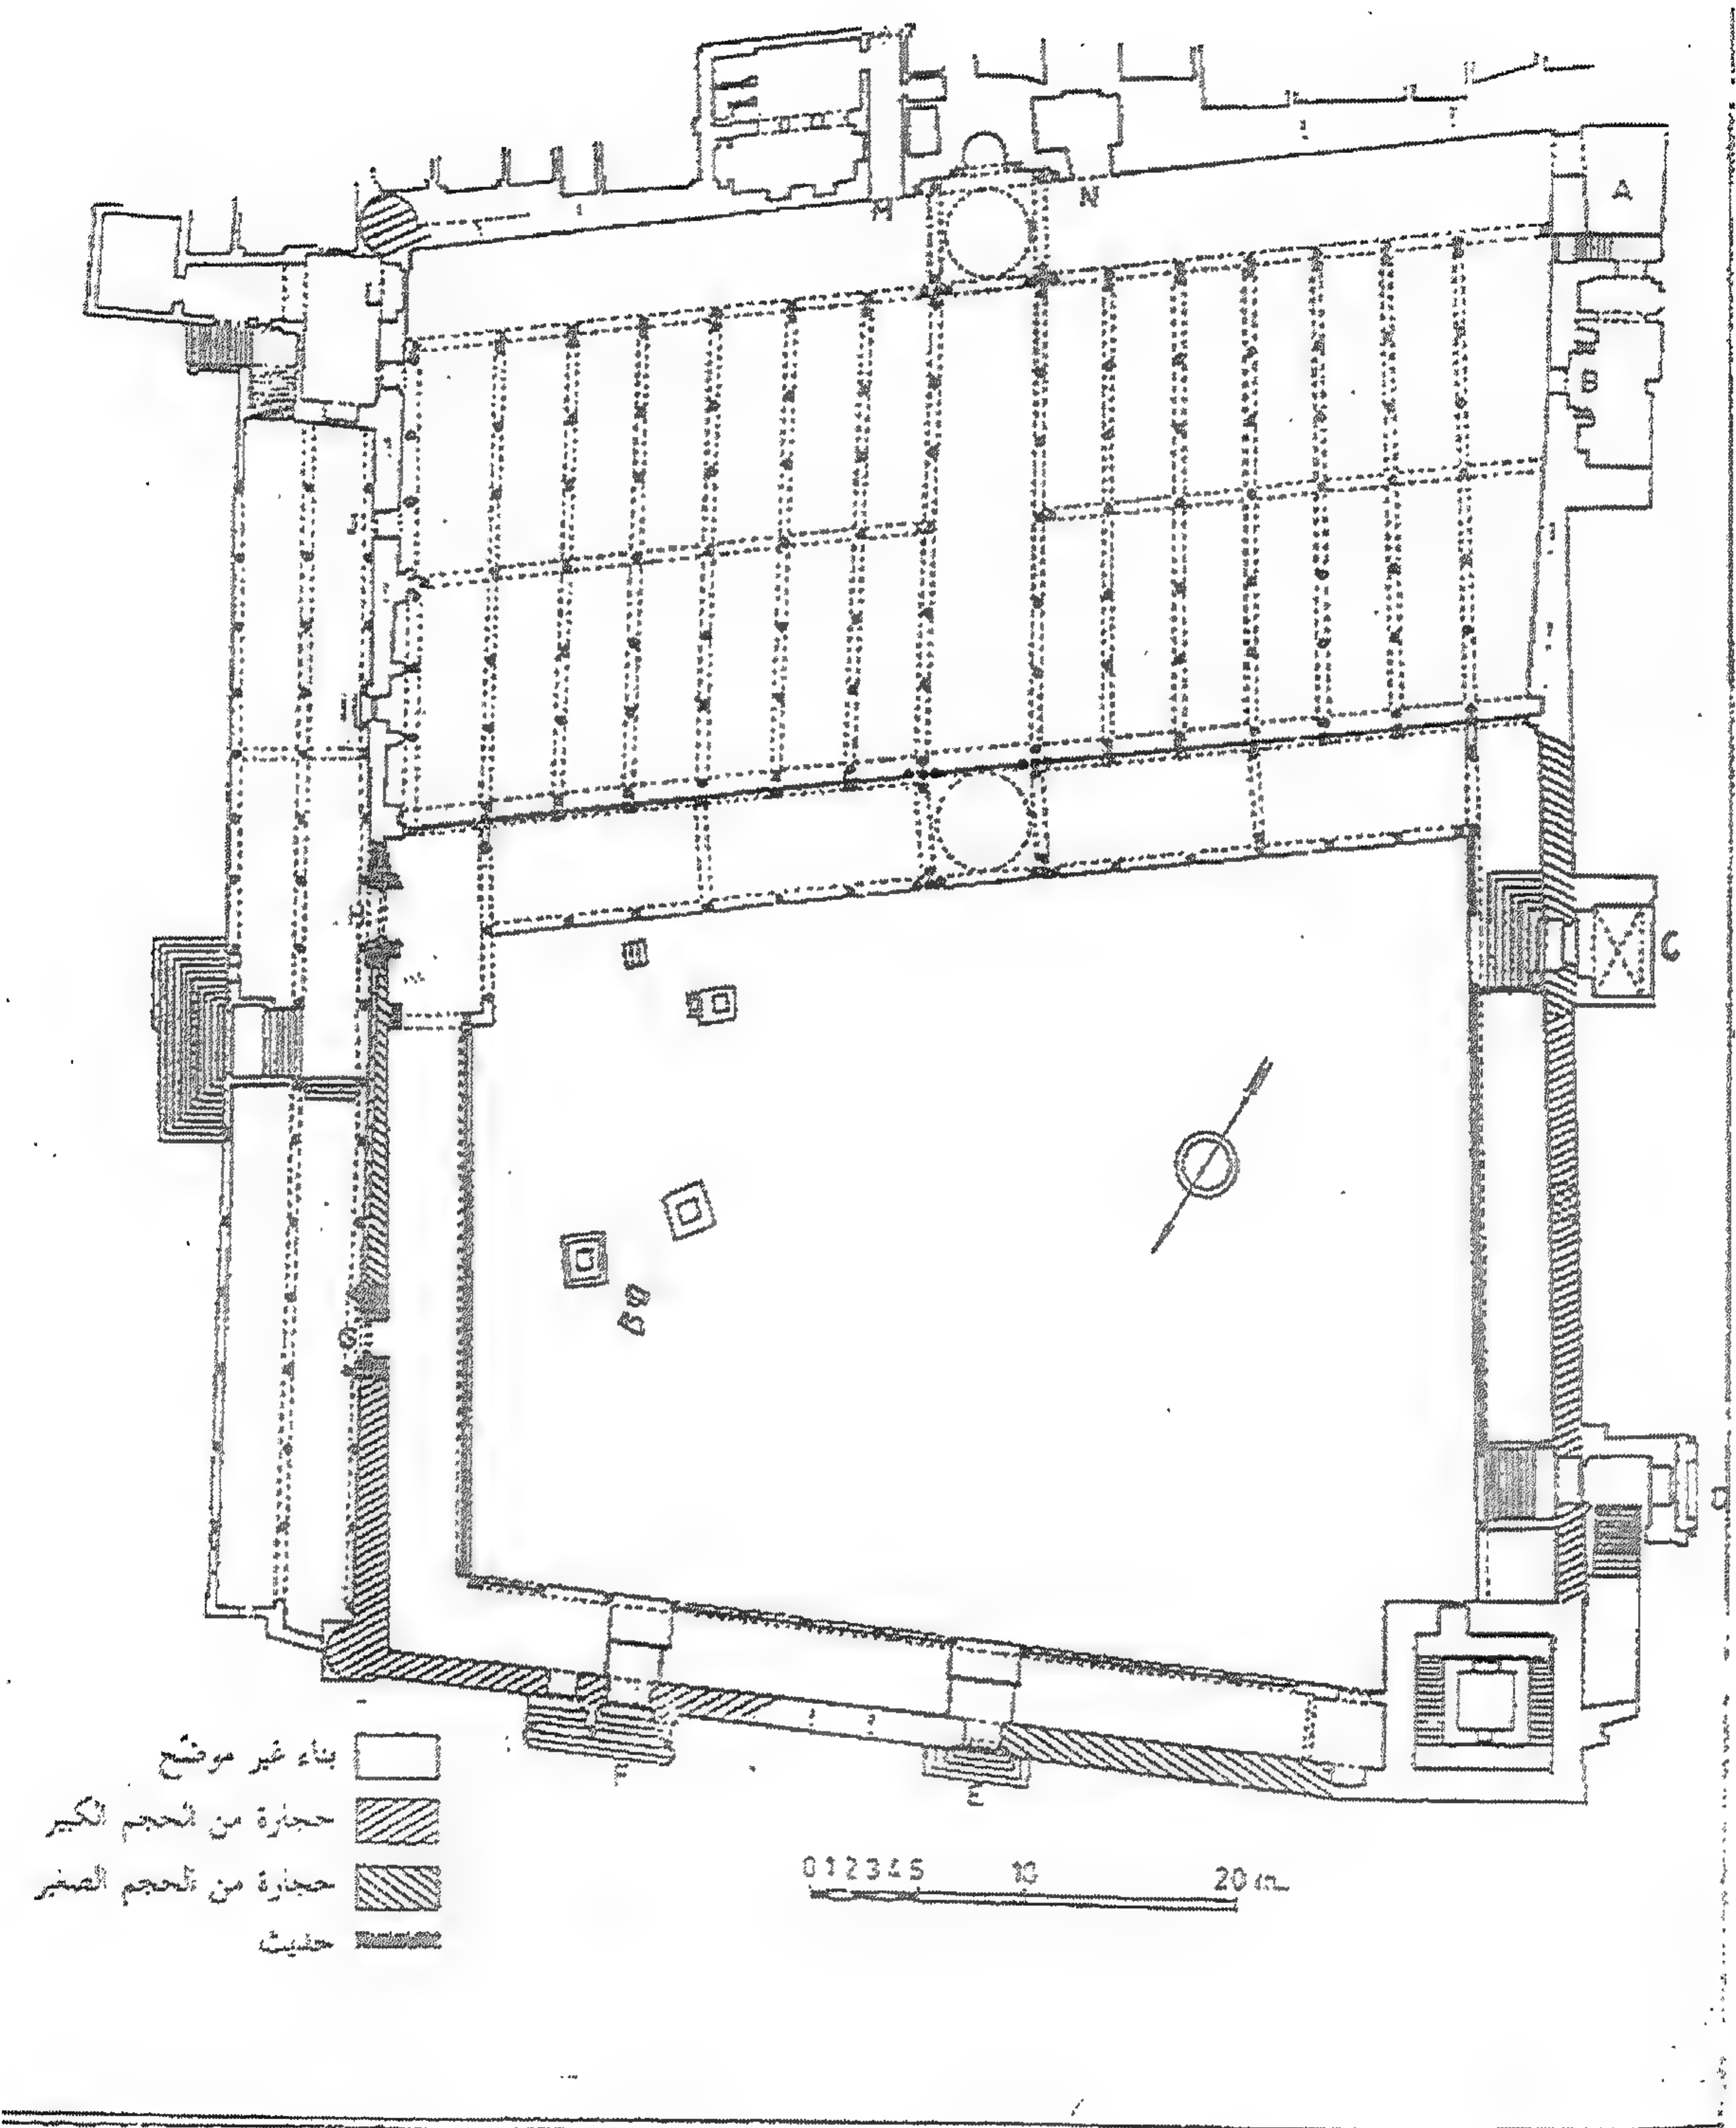 A
M N
B
C
F
E
بناء غير موضح
حجارة من الحجم الكبير
حجارة من الحجم الصغير
حديث
0 1 2 3 4 5 10 20 m